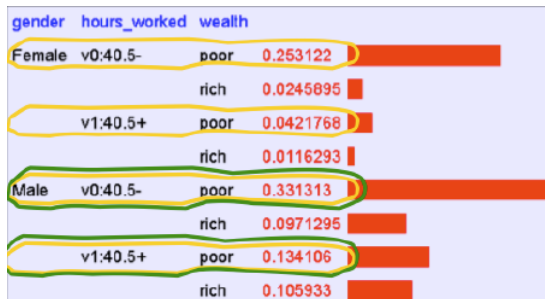 gender hours_worked wealth
Female v0:40.5- poor 0.253122
rich 0.0245895
v1:40.5+ poor 0.0421768
rich 0.0116293
Male v0:40.5- poor 0.331313
rich 0.0971295
v1:40.5+ poor 0.134106
rich 0.105933